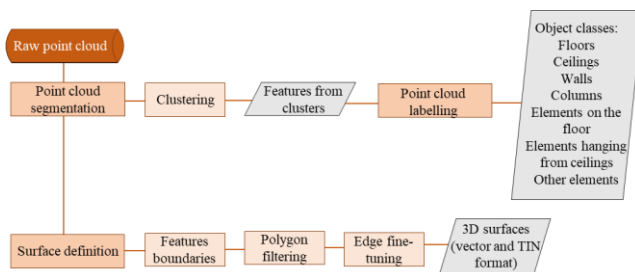 Raw point cloud
Point cloud
segmentation
Clustering
Features from
clusters
Point cloud
labelling
Object classes:
Floors
Ceilings
Walls
Columns
Elements on the
floor
Elements hanging
from ceilings
Other elements
Surface definition
Features
boundaries
Polygon
filtering
Edge fine-
tuning
3D surfaces
(vector and TIN
format)